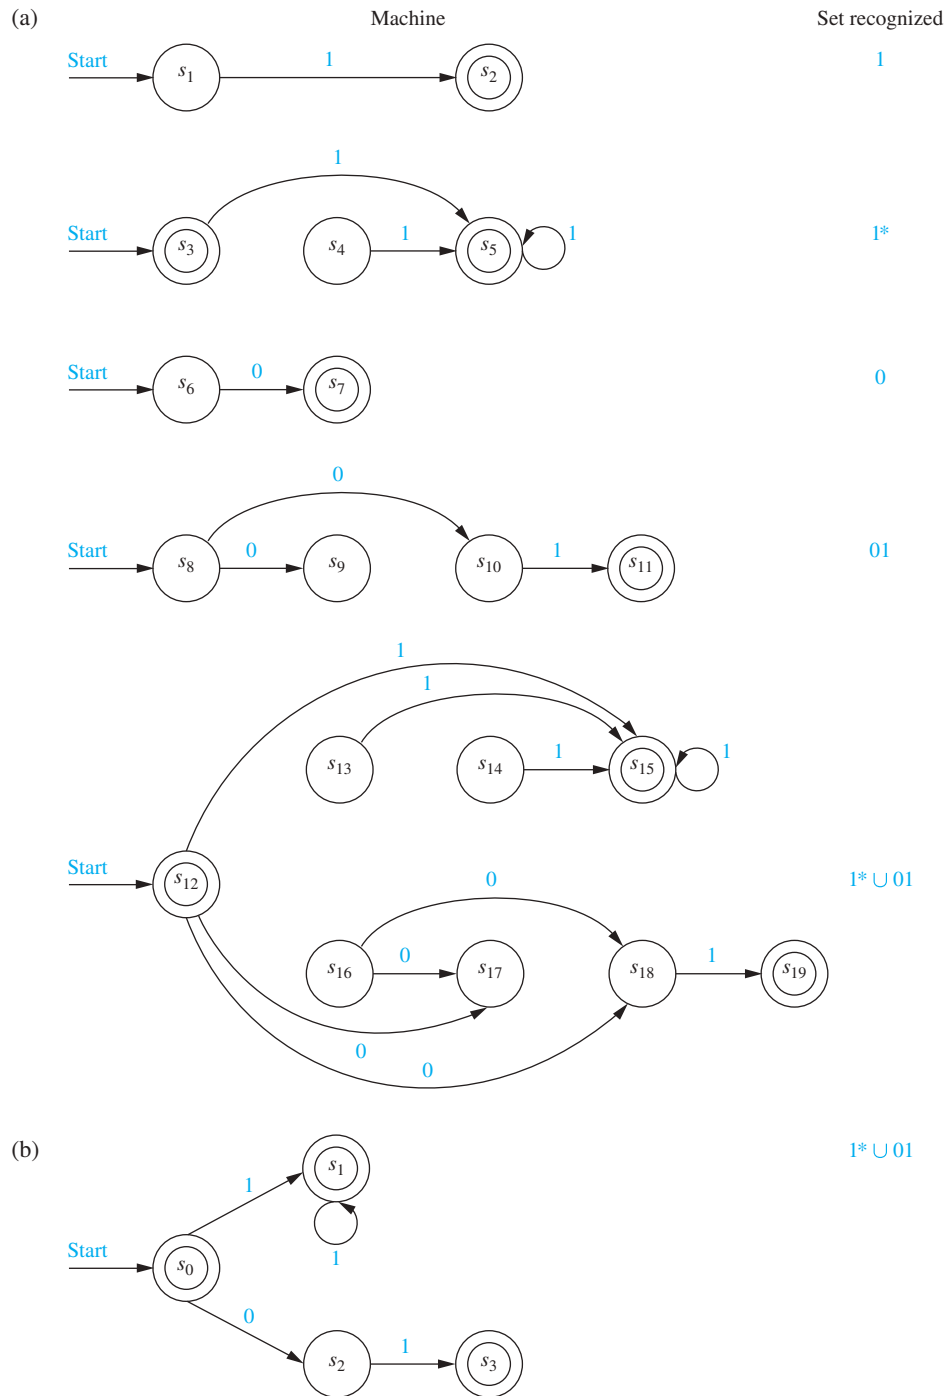 (a) Machine Set recognized
Start s₁ 1 s₂ 1
1
Start s₃ s₄ 1 s₅ 1 1*
Start s₆ 0 s₇ 0
0
Start s₈ 0 s₉ s₁₀ 1 s₁₁ 01
1
1
s₁₃ s₁₄ 1 s₁₅ 1
Start s₁₂ 0 1* ∪ 01
s₁₆ 0 s₁₇ s₁₈ 1 s₁₉
0
0
(b) s₁ 1* ∪ 01
1
Start s₀ 1
0
s₂ 1 s₃